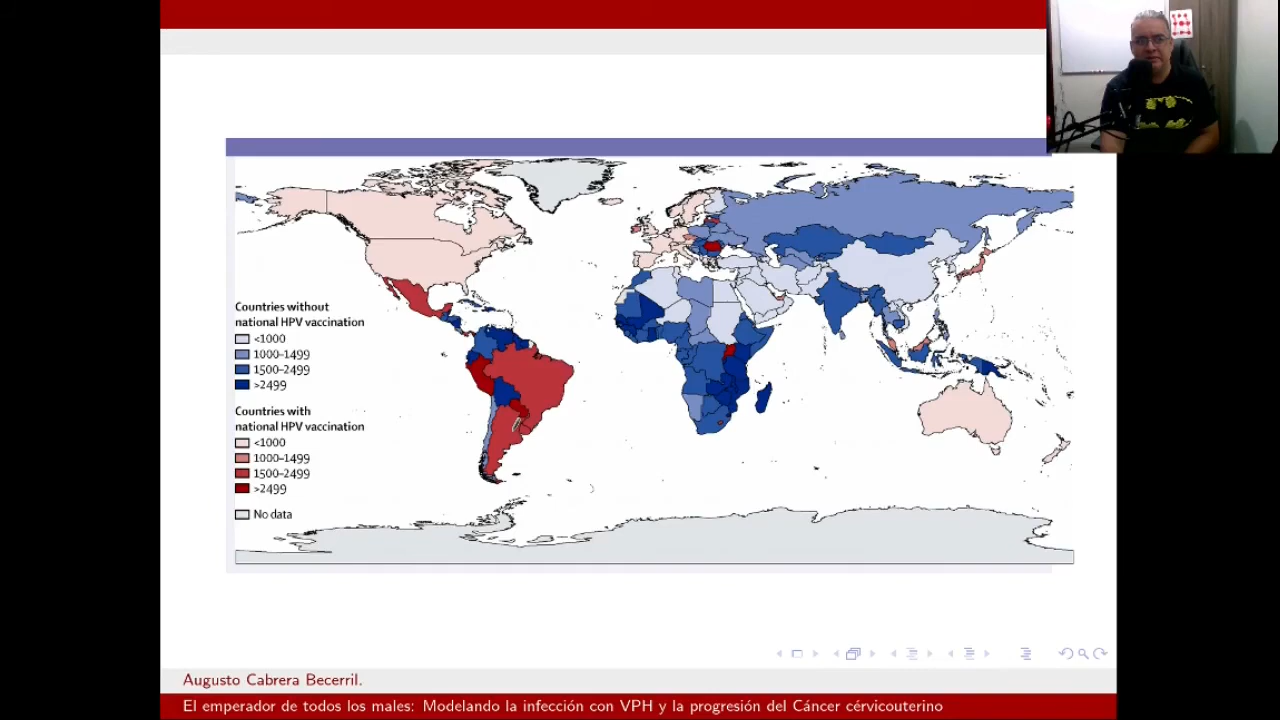 Countries without
national HPV vaccination
<1000
1000–1499
1500–2499
>2499
Countries with
national HPV vaccination
<1000
1000–1499
1500–2499
>2499
No data
Augusto Cabrera Becerril.
El emperador de todos los males: Modelando la infección con VPH y la progresión del Cáncer cérvicouterino